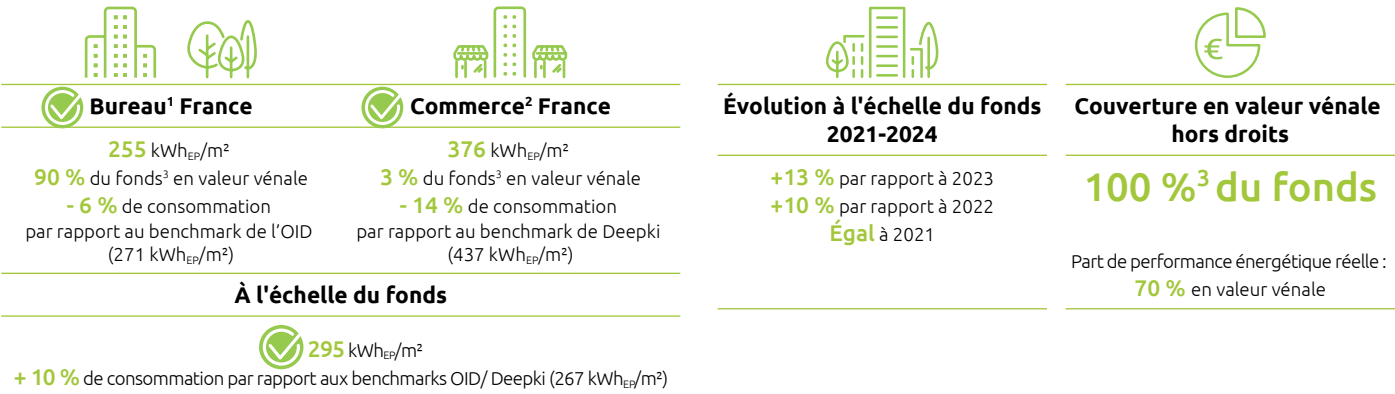 Bureau¹ France
255 kWhEP/m²
90 % du fonds³ en valeur vénale
- 6 % de consommation
par rapport au benchmark de l'OID
(271 kWhEP/m²)
Commerce² France
376 kWhEP/m²
3 % du fonds³ en valeur vénale
- 14 % de consommation
par rapport au benchmark de Deepki
(437 kWhEP/m²)
À l'échelle du fonds
295 kWhEP/m²
+ 10 % de consommation par rapport aux benchmarks OID/ Deepki (267 kWhEP/m²)
Évolution à l'échelle du fonds
2021-2024
+13 % par rapport à 2023
+10 % par rapport à 2022
Égal à 2021
€
Couverture en valeur vénale
hors droits
100 %³ du fonds
Part de performance énergétique réelle :
70 % en valeur vénale